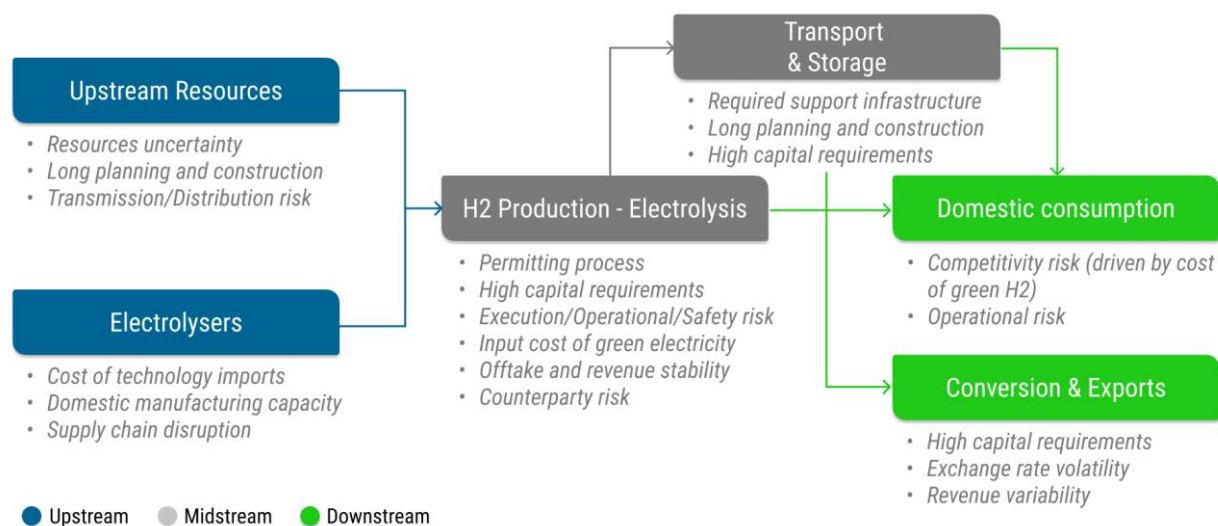 Transport
& Storage
• Required support infrastructure
• Long planning and construction
• High capital requirements
Upstream Resources
• Resources uncertainty
• Long planning and construction
• Transmission/Distribution risk
H2 Production - Electrolysis
• Permitting process
• High capital requirements
• Execution/Operational/Safety risk
• Input cost of green electricity
• Offtake and revenue stability
• Counterparty risk
Domestic consumption
• Competitivity risk (driven by cost
of green H2)
• Operational risk
Electrolysers
• Cost of technology imports
• Domestic manufacturing capacity
• Supply chain disruption
Conversion & Exports
• High capital requirements
• Exchange rate volatility
• Revenue variability
Upstream Midstream Downstream